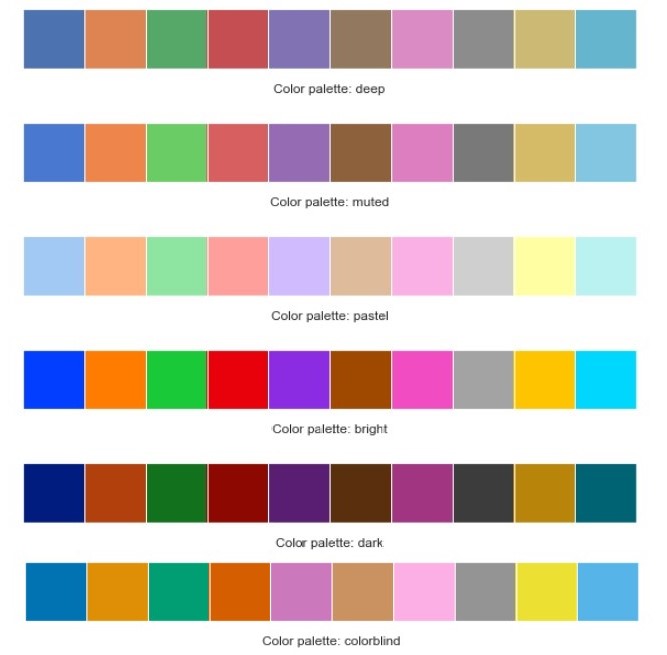 Color palette: deep
Color palette: muted
Color palette: pastel
Color palette: bright
Color palette: dark
Color palette: colorblind